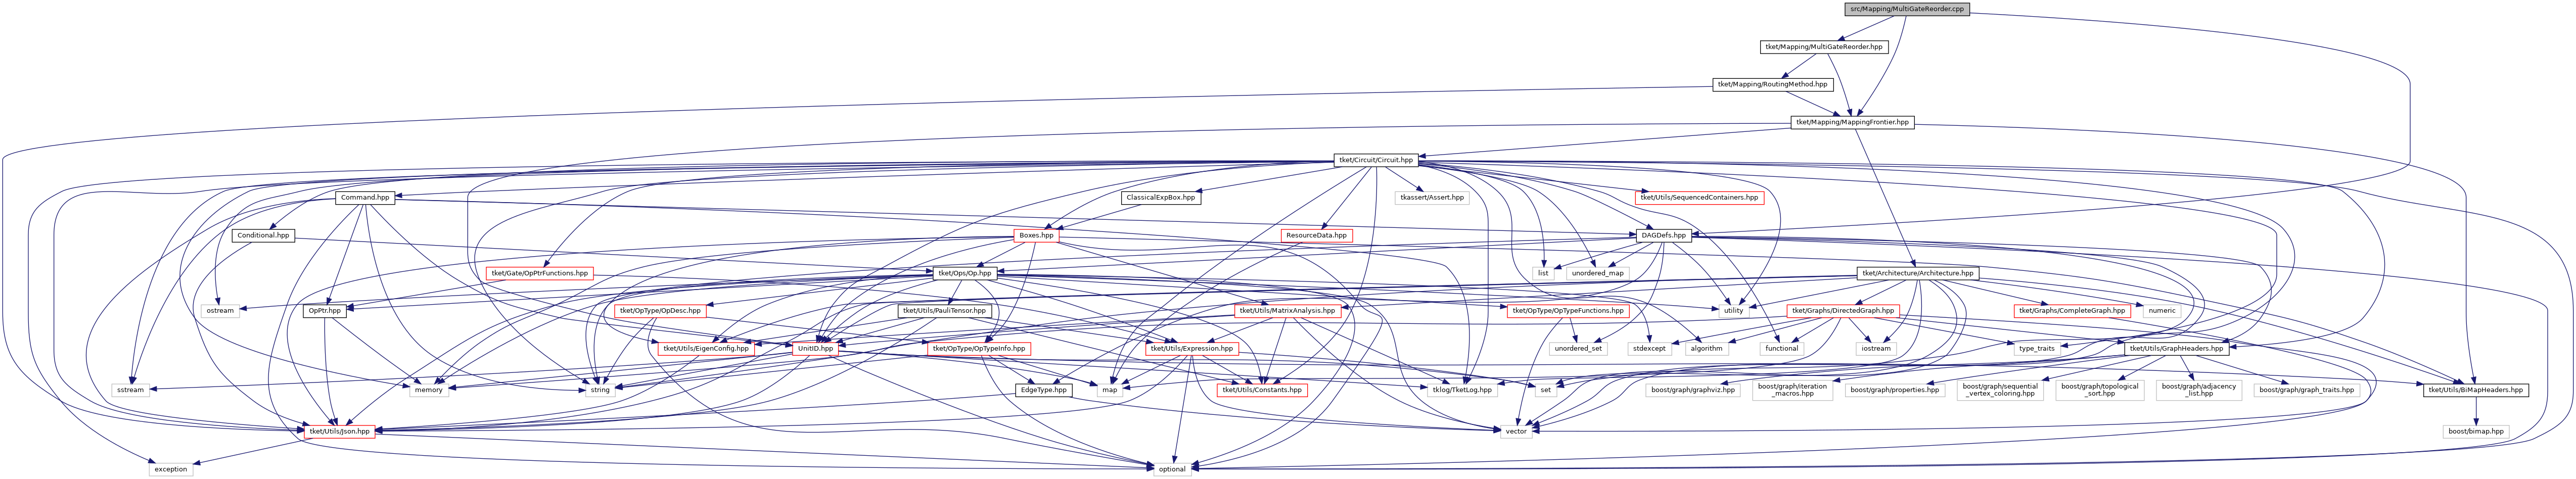 src/Mapping/MultiGateReorder.cpp
tket/Mapping/MultiGateReorder.hpp
tket/Mapping/RoutingMethod.hpp
tket/Mapping/MappingFrontier.hpp
tket/Circuit/Circuit.hpp
Command.hpp
ClassicalExpBox.hpp
tkassert/Assert.hpp
tket/Utils/SequencedContainers.hpp
Conditional.hpp
Boxes.hpp
ResourceData.hpp
DAGDefs.hpp
tket/Gate/OpPtrFunctions.hpp
tket/Ops/Op.hpp
list
unordered_map
tket/Architecture/Architecture.hpp
ostream
OpPtr.hpp
tket/OpType/OpDesc.hpp
tket/Utils/PauliTensor.hpp
tket/Utils/MatrixAnalysis.hpp
tket/OpType/OpTypeFunctions.hpp
utility
tket/Graphs/DirectedGraph.hpp
tket/Graphs/CompleteGraph.hpp
numeric
tket/Utils/EigenConfig.hpp
UnitID.hpp
tket/OpType/OpTypeInfo.hpp
tket/Utils/Expression.hpp
unordered_set
stdexcept
algorithm
functional
iostream
type_traits
tket/Utils/GraphHeaders.hpp
sstream
memory
string
EdgeType.hpp
map
tket/Utils/Constants.hpp
tklog/TketLog.hpp
set
boost/graph/graphviz.hpp
boost/graph/iteration
_macros.hpp
boost/graph/properties.hpp
boost/graph/sequential
_vertex_coloring.hpp
boost/graph/topological
_sort.hpp
boost/graph/adjacency
_list.hpp
boost/graph/graph_traits.hpp
tket/Utils/BiMapHeaders.hpp
tket/Utils/Json.hpp
vector
boost/bimap.hpp
exception
optional